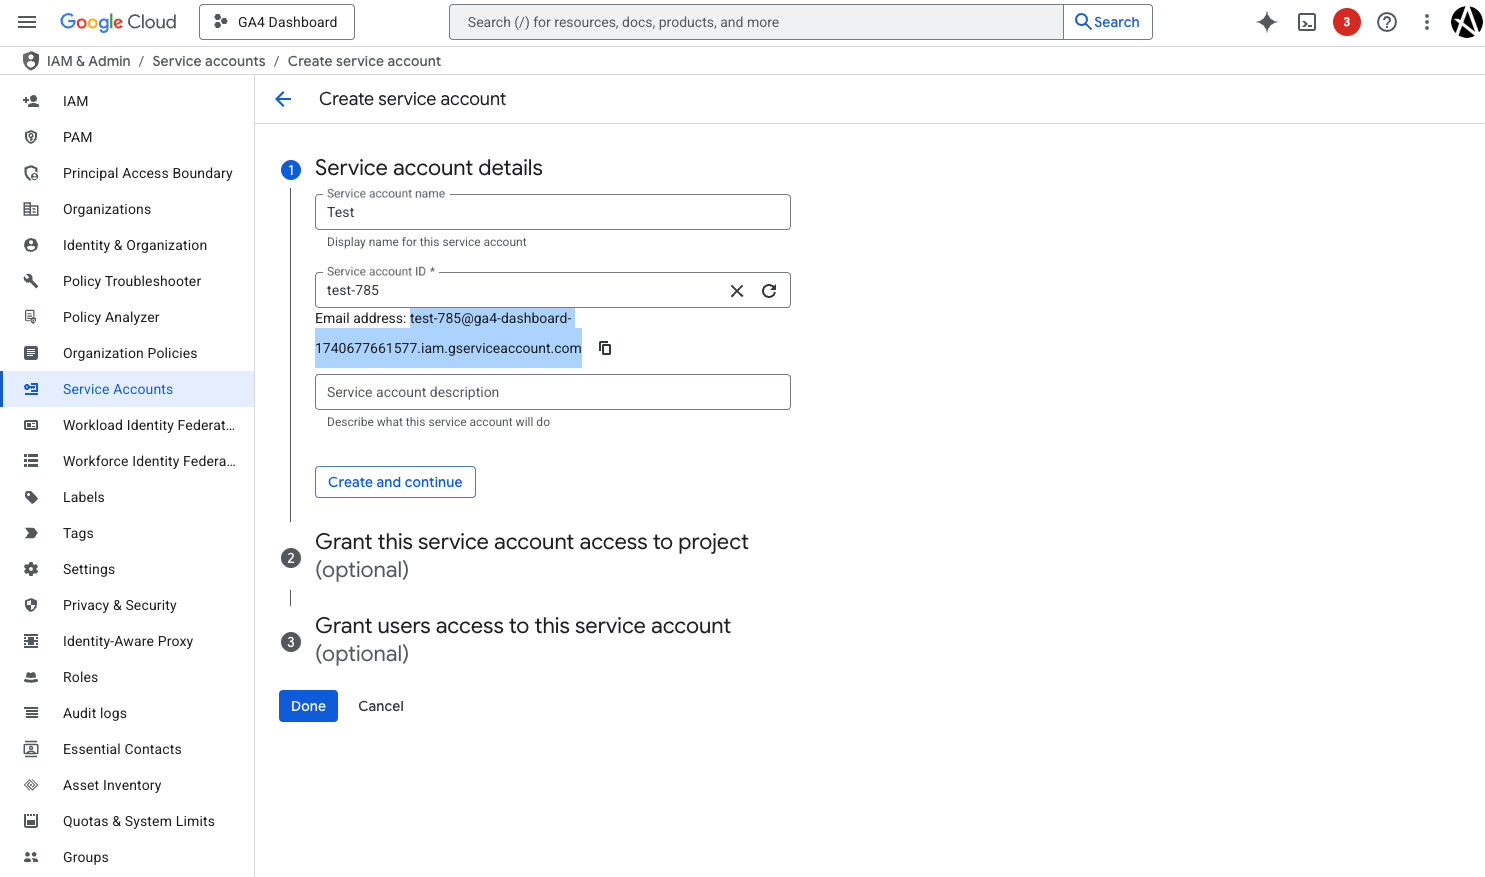 Google Cloud
GA4 Dashboard
Search (/) for resources, docs, products, and more
Search
3
IAM & Admin / Service accounts / Create service account
IAM
PAM
Principal Access Boundary
Organizations
Identity & Organization
Policy Troubleshooter
Policy Analyzer
Organization Policies
Service Accounts
Workload Identity Federat...
Workforce Identity Federa...
Labels
Tags
Settings
Privacy & Security
Identity-Aware Proxy
Roles
Audit logs
Essential Contacts
Asset Inventory
Quotas & System Limits
Groups
Create service account
1 Service account details
Service account name
Test
Display name for this service account
Service account ID *
test-785
Email address: test-785@ga4-dashboard-
1740677661577.iam.gserviceaccount.com
Service account description
Describe what this service account will do
Create and continue
2 Grant this service account access to project
(optional)
3 Grant users access to this service account
(optional)
Done
Cancel